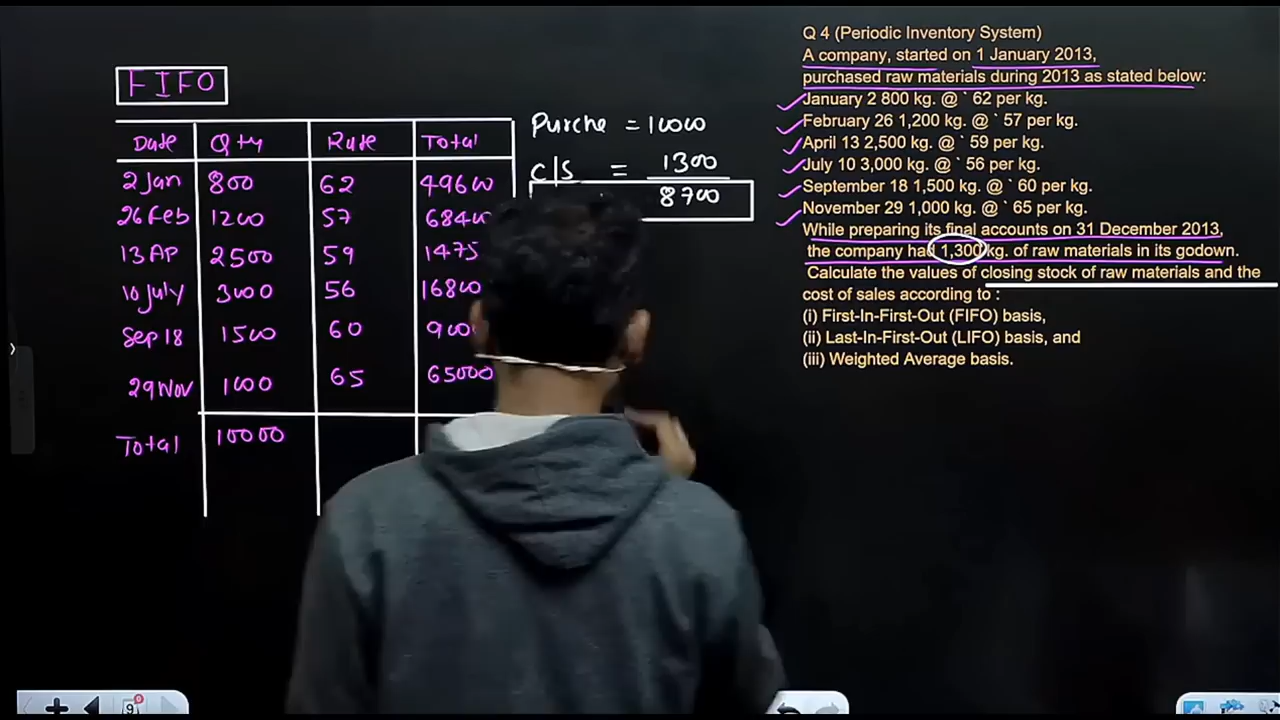 FIFO
Date Qty Rate Total
2 Jan 800 62 49600
26 Feb 1200 57 6840
13 AP 2500 59 1475
10 July 3000 56 16800
Sep 18 1500 60 900
29 Nov 1000 65 65000
Total 10000
Purche = 10000
C/S = 1300
8700
Q 4 (Periodic Inventory System)
A company, started on 1 January 2013,
purchased raw materials during 2013 as stated below:
January 2 800 kg. @ ` 62 per kg.
February 26 1,200 kg. @ ` 57 per kg.
April 13 2,500 kg. @ ` 59 per kg.
July 10 3,000 kg. @ ` 56 per kg.
September 18 1,500 kg. @ ` 60 per kg.
November 29 1,000 kg. @ ` 65 per kg.
While preparing its final accounts on 31 December 2013,
the company had 1,300 kg. of raw materials in its godown.
Calculate the values of closing stock of raw materials and the
cost of sales according to :
(i) First-In-First-Out (FIFO) basis,
(ii) Last-In-First-Out (LIFO) basis, and
(iii) Weighted Average basis.